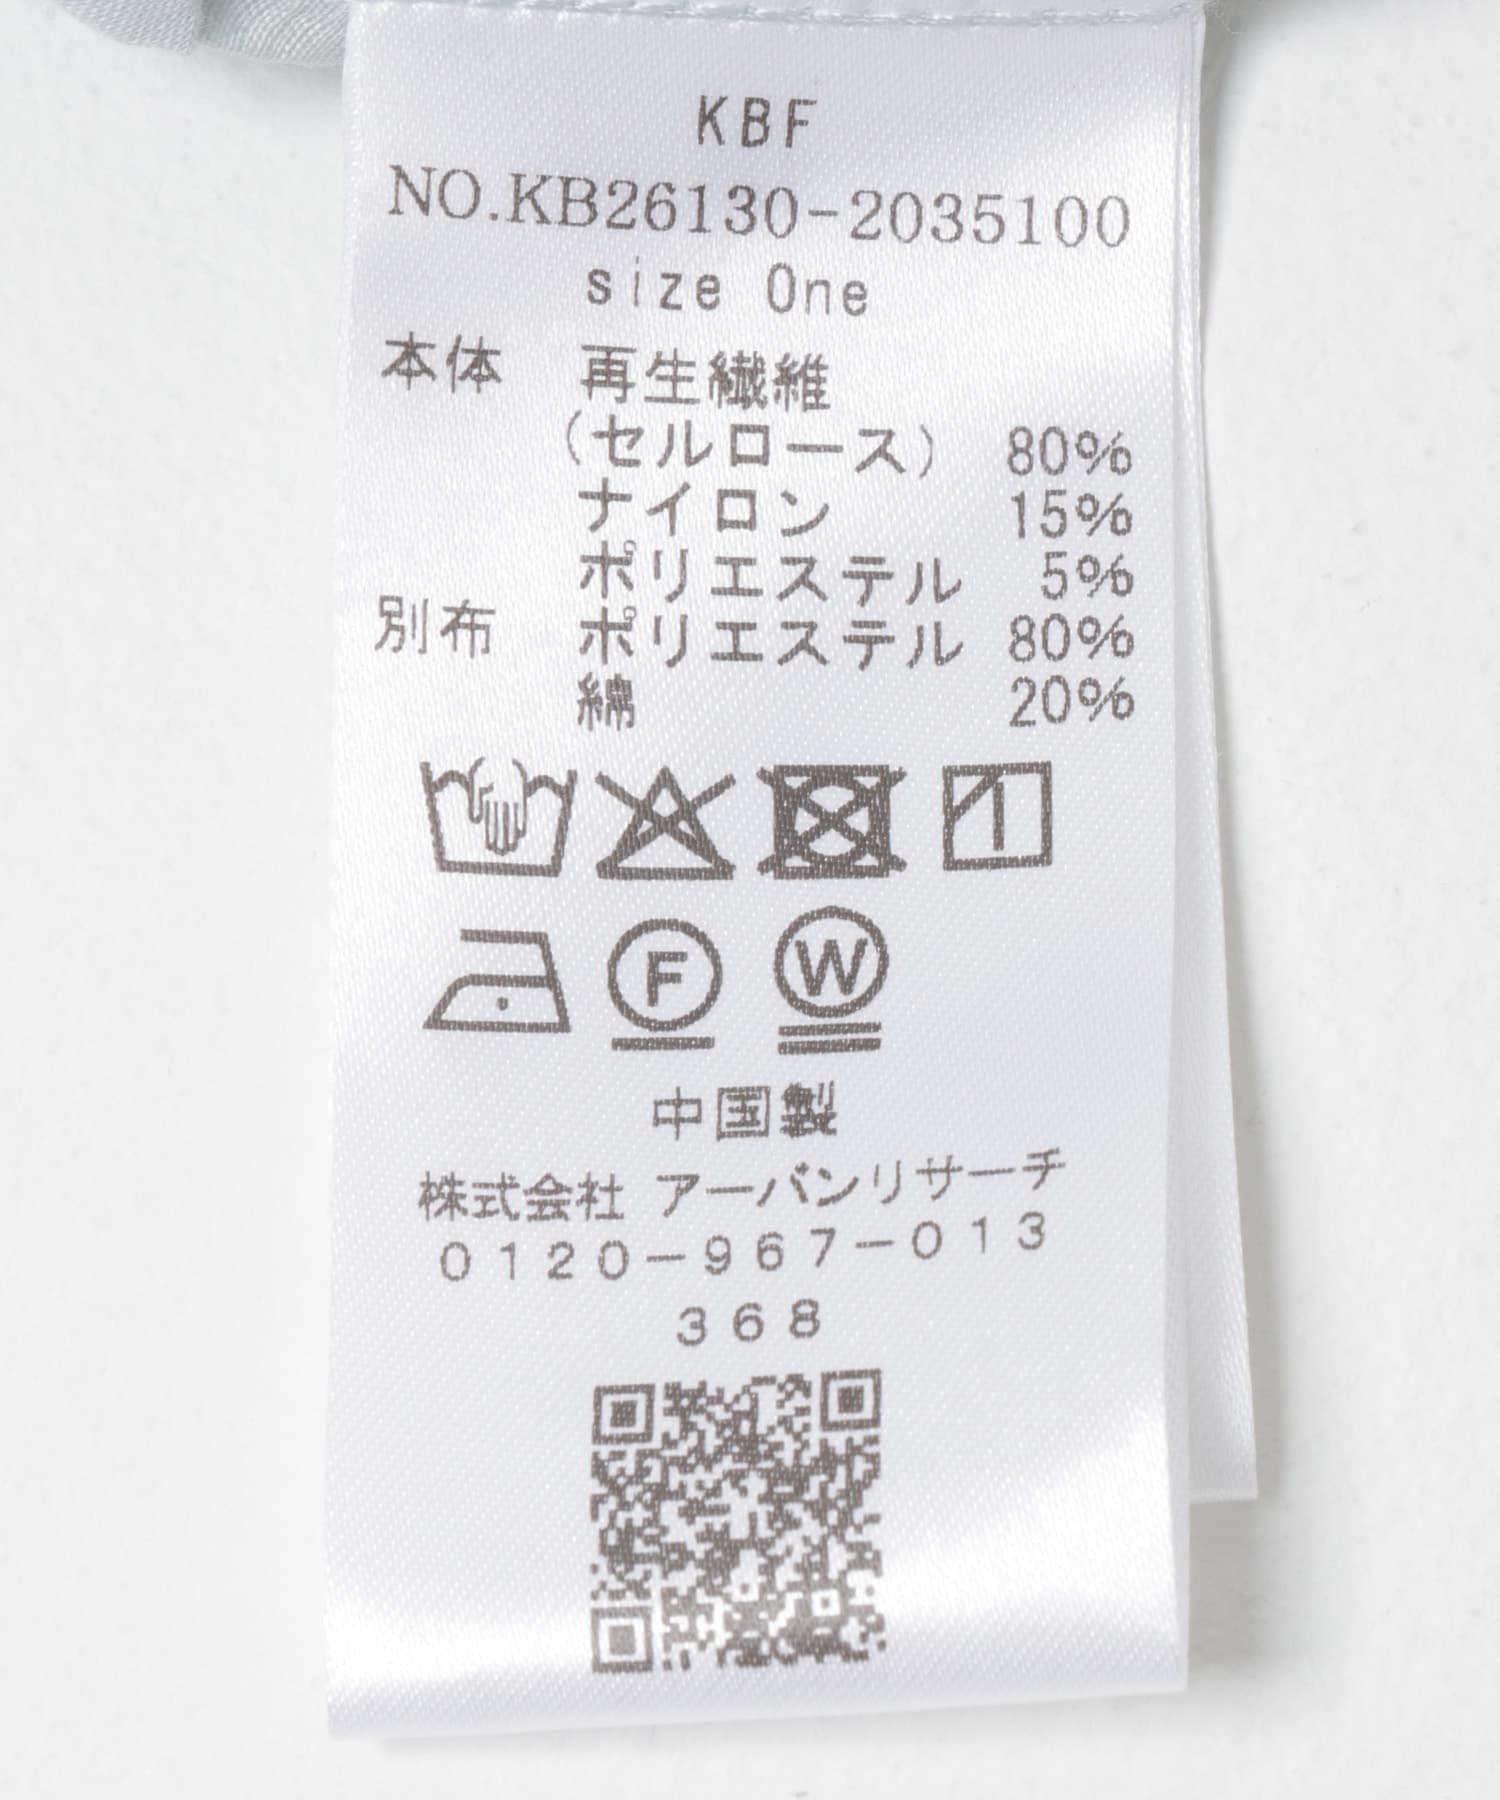 KBF
NO.KB26130-2035100
size One
本体 再生繊維
(セルロース) 80%
ナイロン 15%
ポリエステル 5%
別布 ポリエステル 80%
綿 20%
F W
中国製
株式会社 アーバンリサーチ
0120-967-013
368